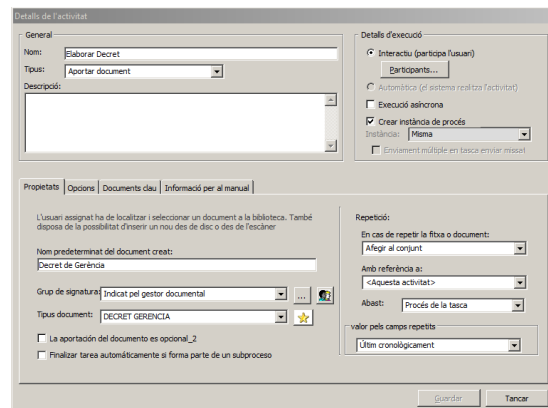 Detalls de l'activitat
General
Nom: Elaborar Decret
Tipus: Aportar document
Descripció:
Detalls d'execució
Interactiu (participa l'usuari)
Participants...
Automàtica (el sistema realitza l'activitat)
Execució asíncrona
Crear instància de procés
Instància: Misma
Enviament múltiple en tasca enviar missat
Propietats Opcions Documents clau Informació per al manual
L'usuari assignat ha de localitzar i seleccionar un document a la biblioteca. També
disposa de la possibilitat d'inserir un nou des de disc o des de l'escàner
Nom predeterminat del document creat:
Decret de Gerència
Grup de signatura: Indicat pel gestor documental ...
Tipus document: DECRET GERENCIA
La aportación del documento es opcional_2
Finalizar tarea automáticamente si forma parte de un subproceso
Repetició:
En cas de repetir la fitxa o document:
Afegir al conjunt
Amb referència a:
<Aquesta activitat>
Abast: Procés de la tasca
valor pels camps repetits
Últim cronològicament
Guardar Tancar